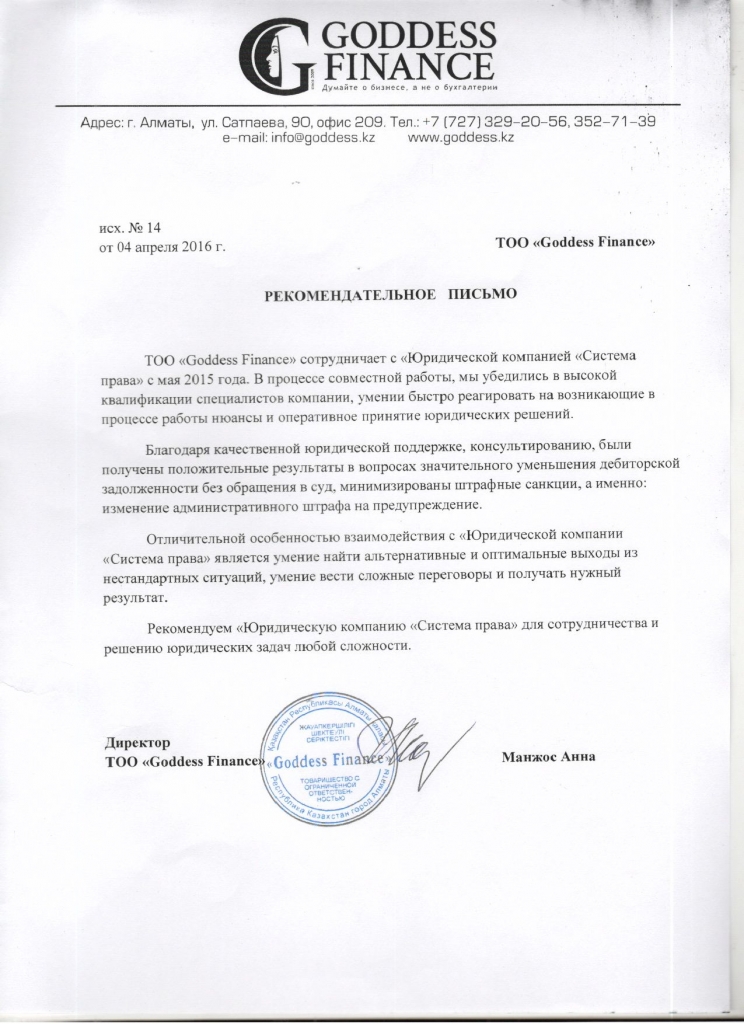 GODDESS
FINANCE
Думайте о бизнесе, а не о бухгалтерии
Адрес: г. Алматы, ул. Сатпаева, 90, офис 209. Тел.: +7 (727) 329-20-56, 352-71-39
e-mail: info@goddess.kz www.goddess.kz
исх. № 14
от 04 апреля 2016 г.
ТОО «Goddess Finance»
РЕКОМЕНДАТЕЛЬНОЕ ПИСЬМО
ТОО «Goddess Finance» сотрудничает с «Юридической компанией «Система
права» с мая 2015 года. В процессе совместной работы, мы убедились в высокой
квалификации специалистов компании, умении быстро реагировать на возникающие в
процессе работы нюансы и оперативное принятие юридических решений.
Благодаря качественной юридической поддержке, консультированию, были
получены положительные результаты в вопросах значительного уменьшения дебиторской
задолженности без обращения в суд, минимизированы штрафные санкции, а именно:
изменение административного штрафа на предупреждение.
Отличительной особенностью взаимодействия с «Юридической компании
«Система права» является умение найти альтернативные и оптимальные выходы из
нестандартных ситуаций, умение вести сложные переговоры и получать нужный
результат.
Рекомендуем «Юридическую компанию «Система права» для сотрудничества и
решению юридических задач любой сложности.
Директор
ТОО «Goddess Finance»
Манжос Анна
Қазақстан Республикасы Алматы қаласы
ЖАУАПКЕРШІЛІГІ
ШЕКТЕУЛІ
СЕРІКТЕСТІГІ
«Goddess Finance»
ТОВАРИЩЕСТВО С
ОГРАНИЧЕННОЙ
ОТВЕТСТВЕН-
НОСТЬЮ
Республика Казахстан город Алматы